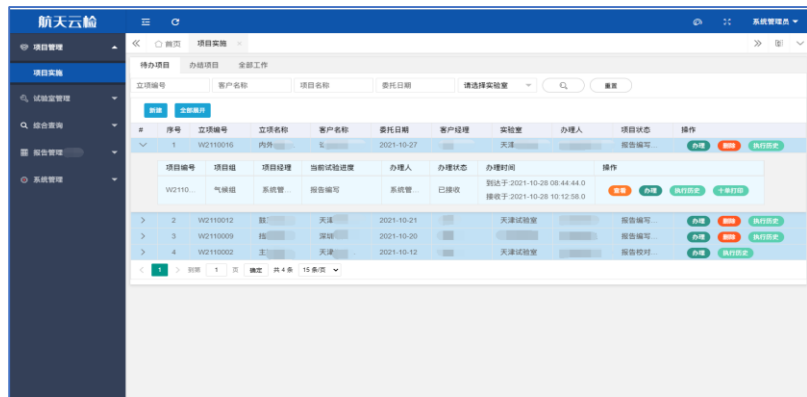 航天云检
系统管理员
项目管理
首页 项目实施 ×
项目实施
待办项目 办结项目 全部工作
试验室管理
立项编号 客户名称 项目名称 委托日期 请选择实验室 重置
综合查询
新建 全部展开
报告管理
系统管理
# 序号 立项编号 立项名称 客户名称 委托日期 客户经理 实验室 办理人 项目状态 操作
1 W2110016 内外 2021-10-27 天津 报告编写... 办理 删除 执行历史
项目编号 项目组 项目经理 当前试验进度 办理人 办理状态 办理时间 操作
W2110... 气候组 系统管... 报告编写 系统管... 已接收 到达于:2021-10-28 08:44:44.0
接收于:2021-10-28 10:12:58.0 查看 办理 执行历史 卡单打印
2 W2110012 天津 2021-10-21 天津试验室 报告编写... 办理 删除 执行历史
3 W2110009 深圳 2021-10-20 报告编写... 办理 删除 执行历史
4 W2110002 主 天津 2021-10-12 天津试验室 报告校对... 办理 执行历史
1 到第 1 页 确定 共 4 条 15 条/页